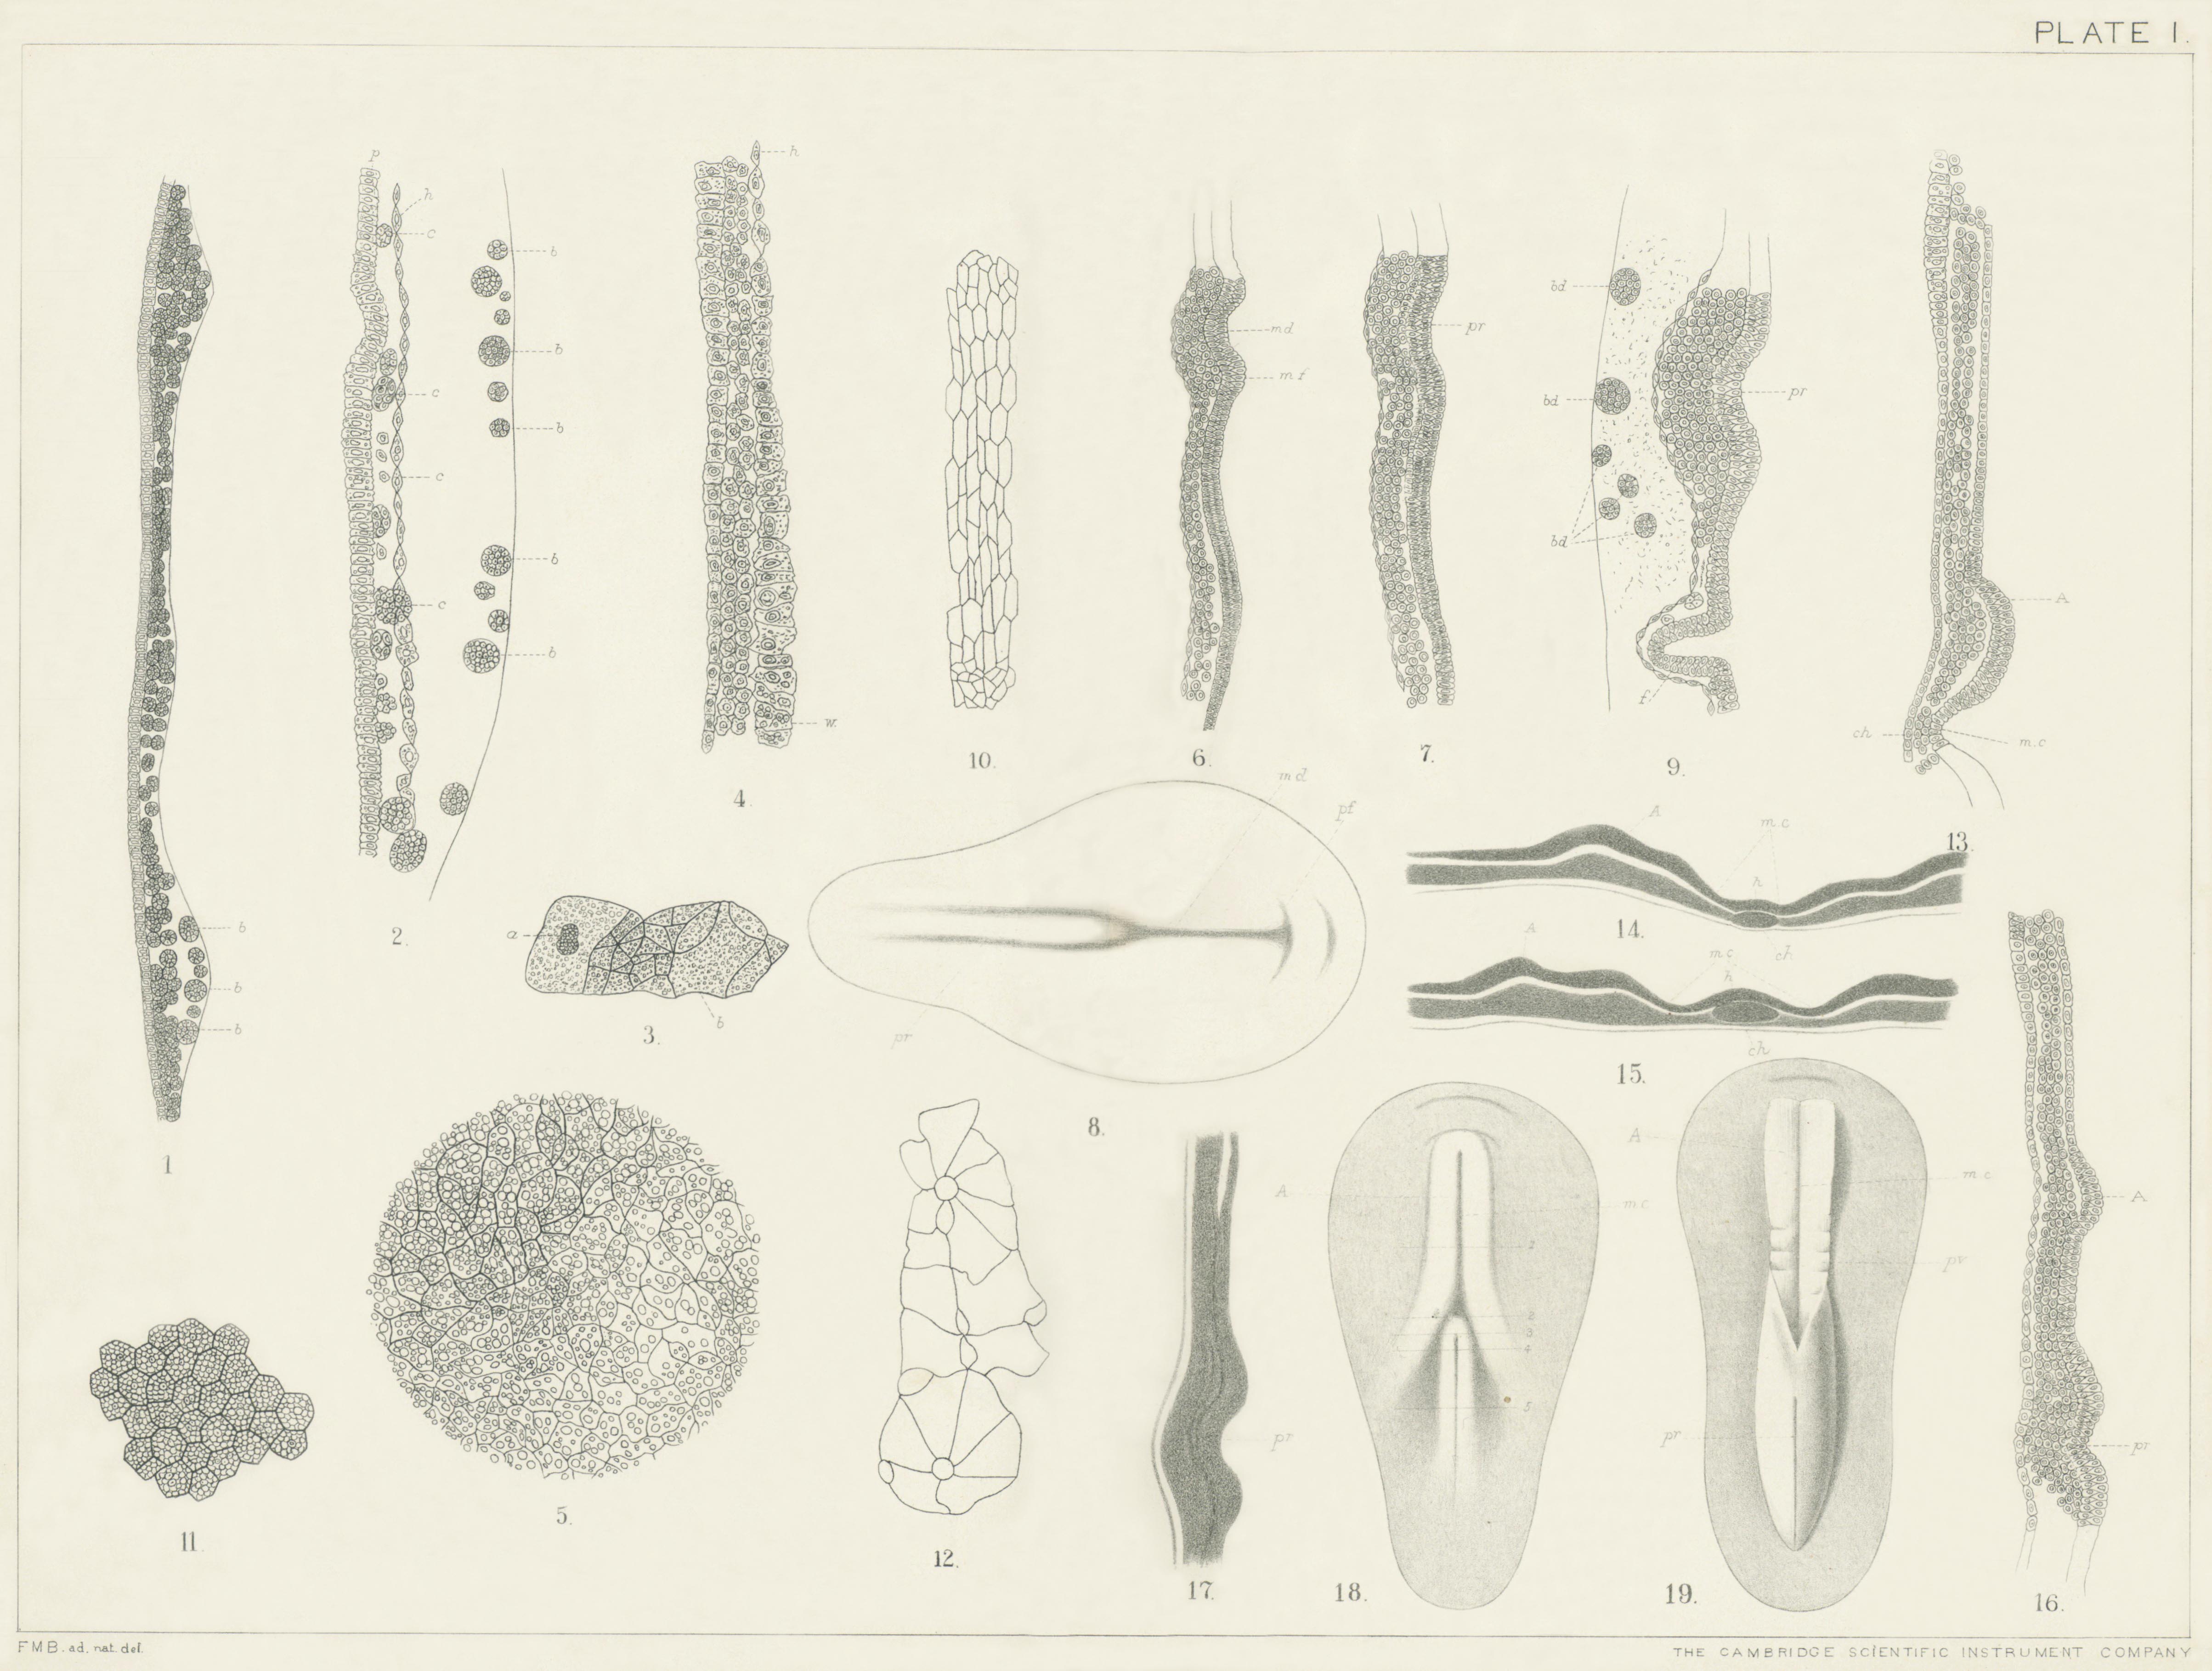 PLATE I.
p
h
c
c
c
c
b
b
b
b
b
2.
b
b
b
1
h
w.
4.
10.
md
mf
6.
pr
7.
bd
bd
bd
pr
f
9.
A
ch
m.c
13.
a
b
3.
md
pf
pr
8.
A
m.c
h
ch
14.
A
m.c
h
ch
15.
5.
11.
12.
pr
17.
A
m.c
1
a
2
3
4
5
18.
A
m.c
pv
pr
19.
A
pr
16.
F M B. ad. nat. del.
THE CAMBRIDGE SCIENTIFIC INSTRUMENT COMPANY